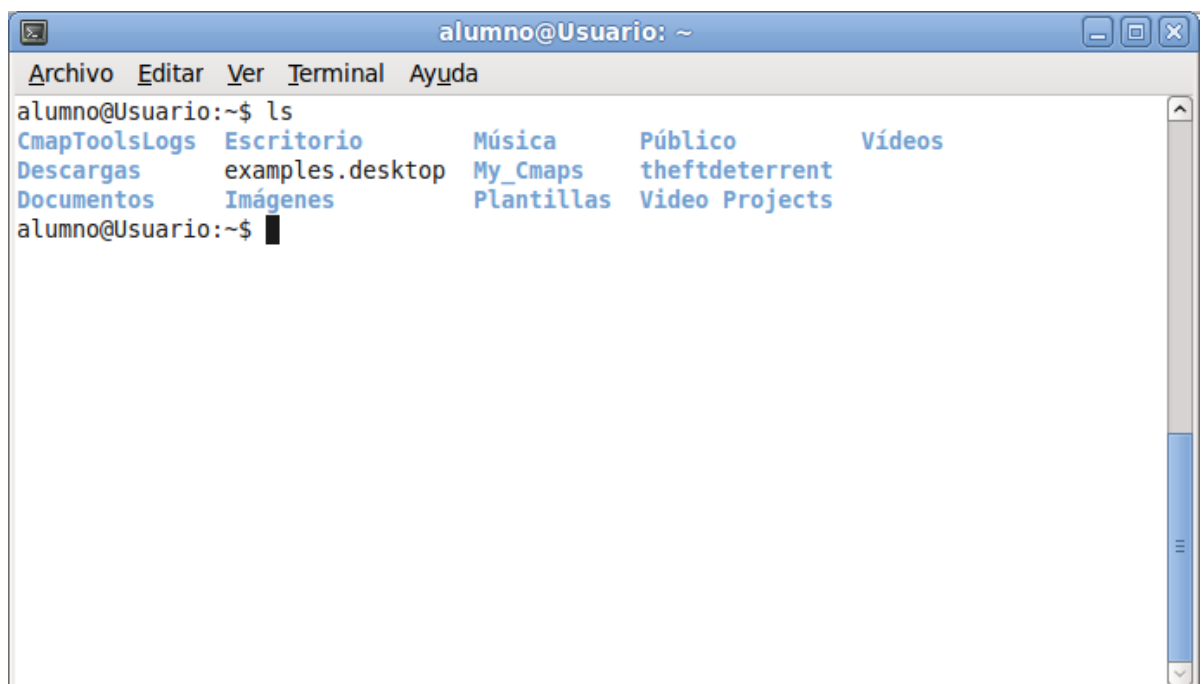 alumno@Usuario: ~
Archivo Editar Ver Terminal Ayuda
alumno@Usuario:~$ ls
CmapToolsLogs Escritorio Música Público Vídeos
Descargas examples.desktop My_Cmaps theftdeterrent
Documentos Imágenes Plantillas Video Projects
alumno@Usuario:~$